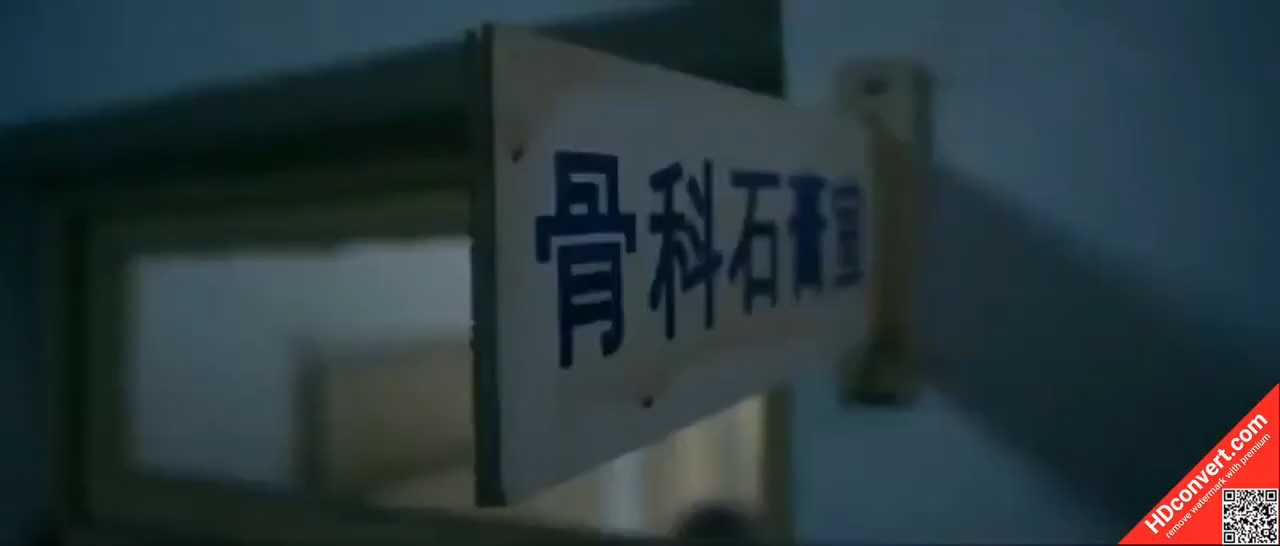 骨科石膏室
HDconvert.com
remove watermark with premium